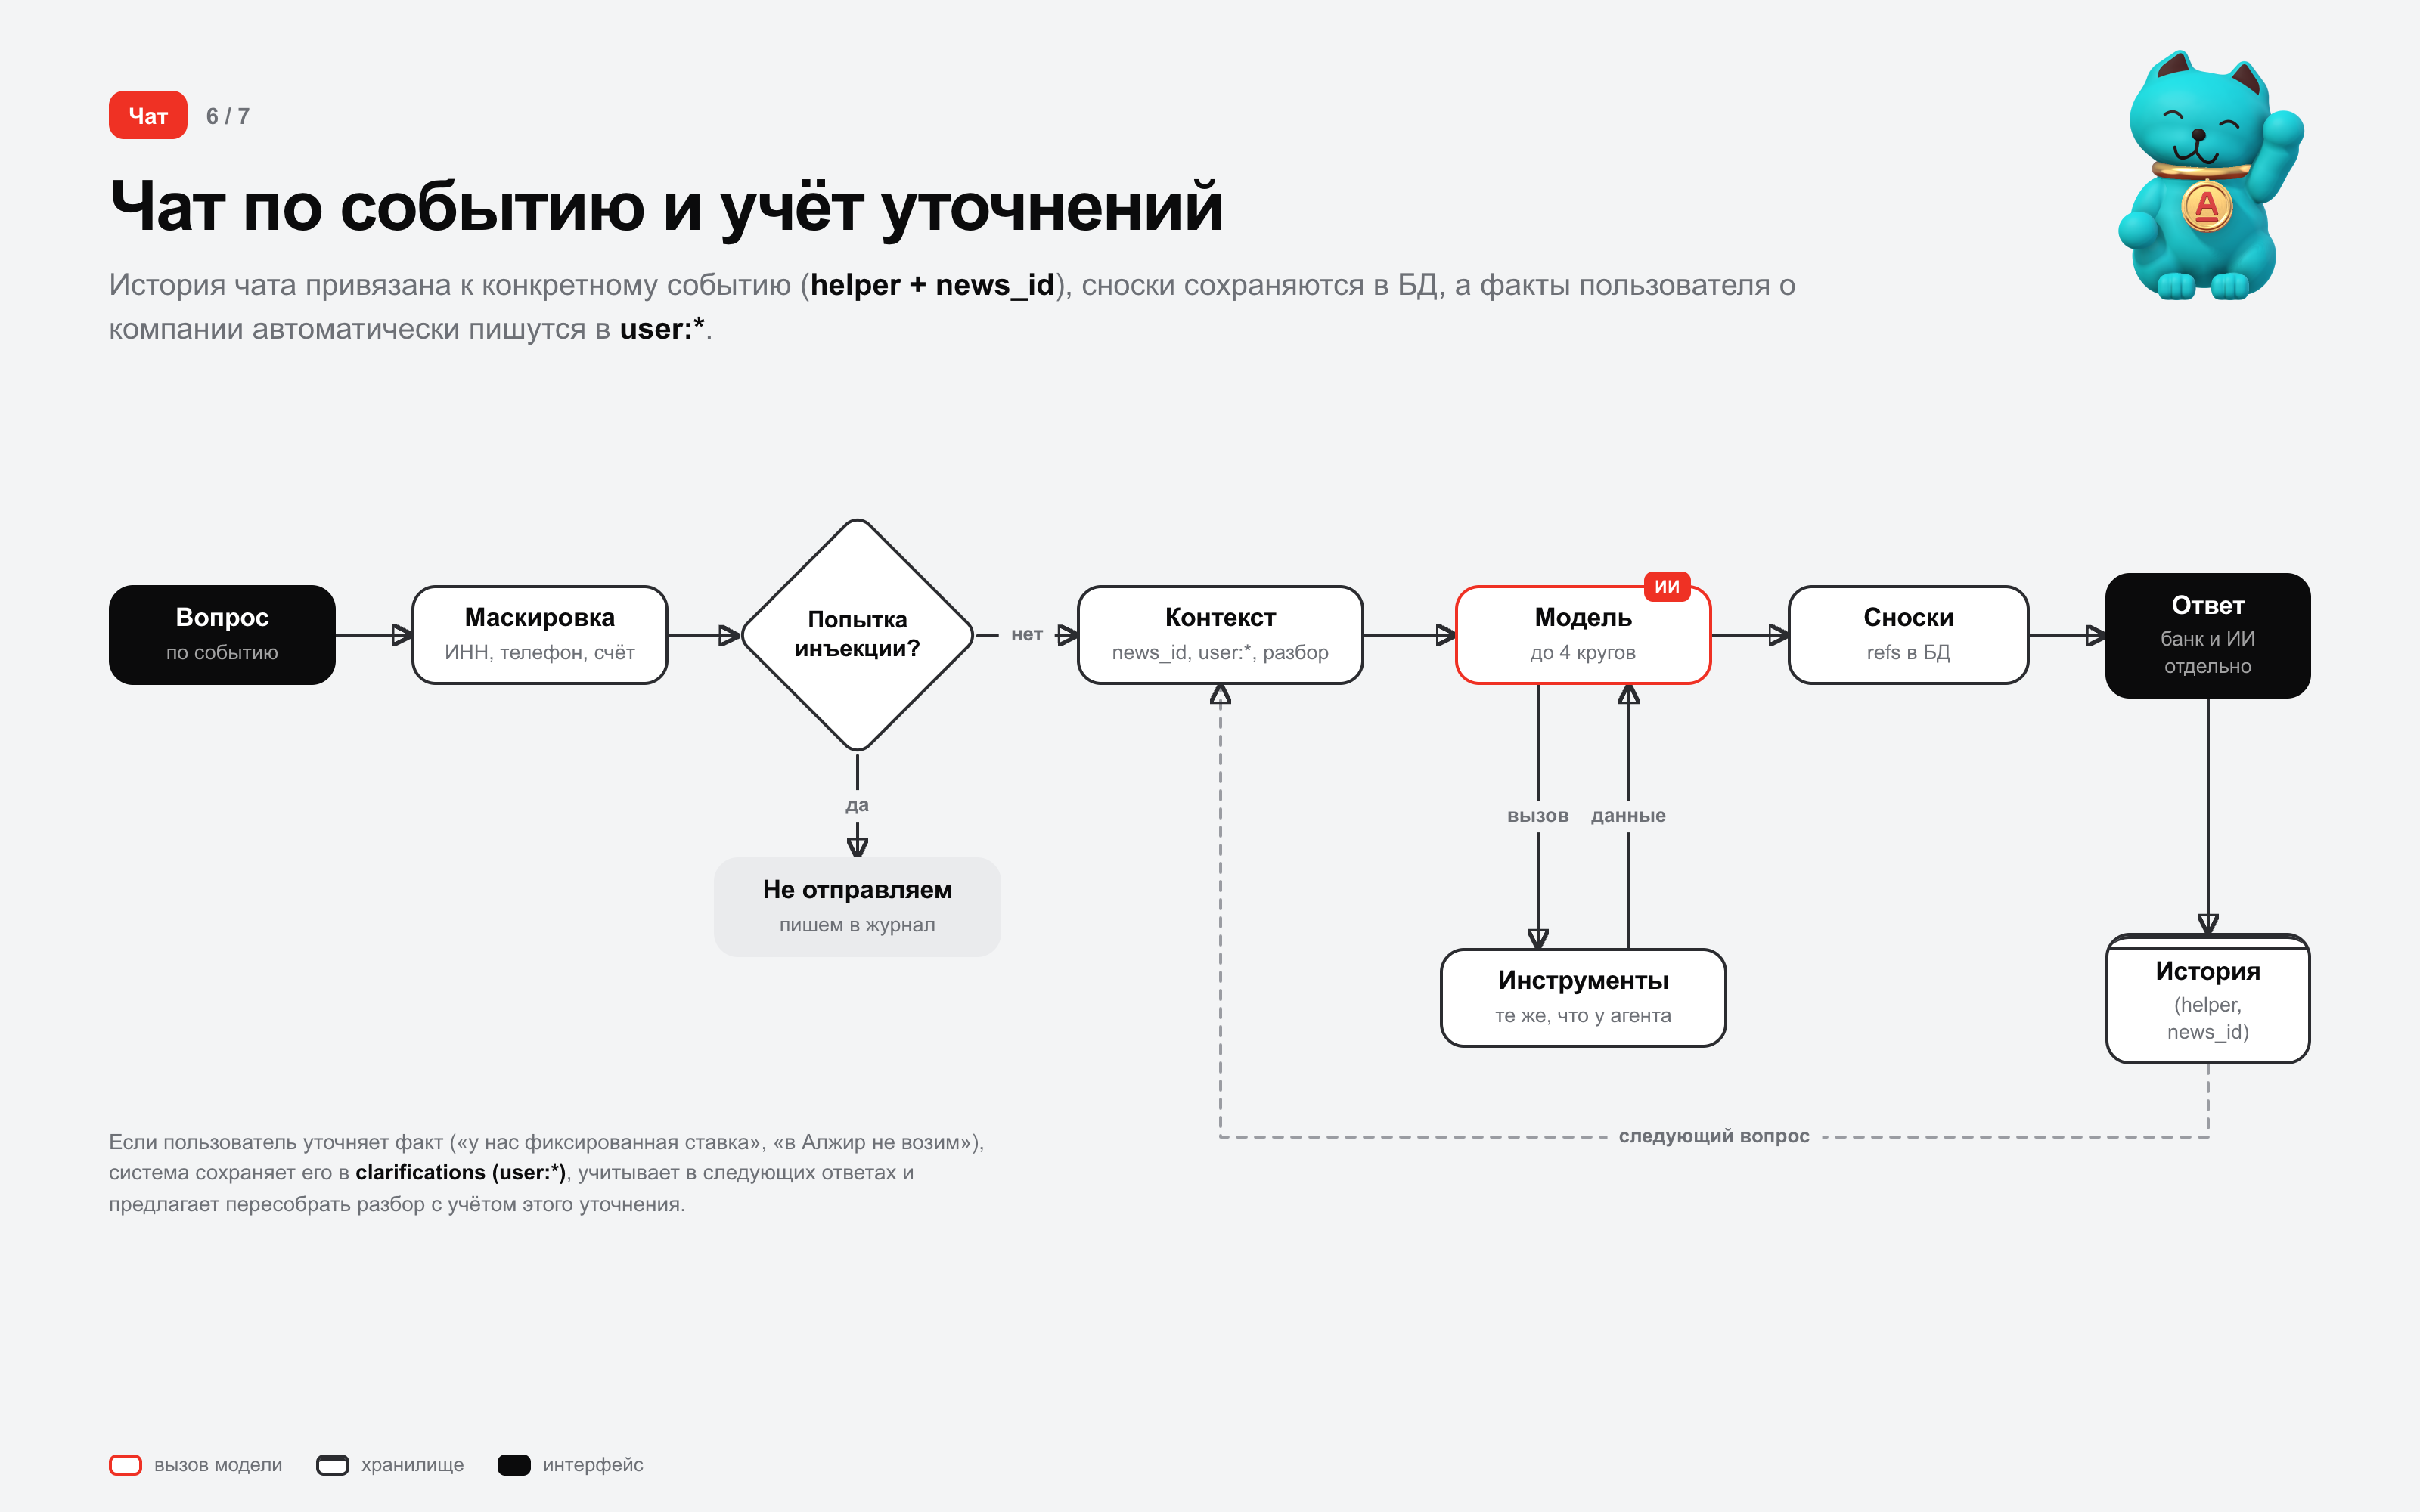 Чат 6 / 7
Чат по событию и учёт уточнений
История чата привязана к конкретному событию (helper + news_id), сноски сохраняются в БД, а факты пользователя о
компании автоматически пишутся в user:*.
A
Вопрос
по событию
Маскировка
ИНН, телефон, счёт
Попытка
инъекции?
нет
Контекст
news_id, user:*, разбор
ИИ
Модель
до 4 кругов
Сноски
refs в БД
Ответ
банк и ИИ
отдельно
да
Не отправляем
пишем в журнал
вызов
данные
Инструменты
те же, что у агента
История
(helper,
news_id)
следующий вопрос
Если пользователь уточняет факт («у нас фиксированная ставка», «в Алжир не возим»),
система сохраняет его в clarifications (user:*), учитывает в следующих ответах и
предлагает пересобрать разбор с учётом этого уточнения.
вызов модели
хранилище
интерфейс